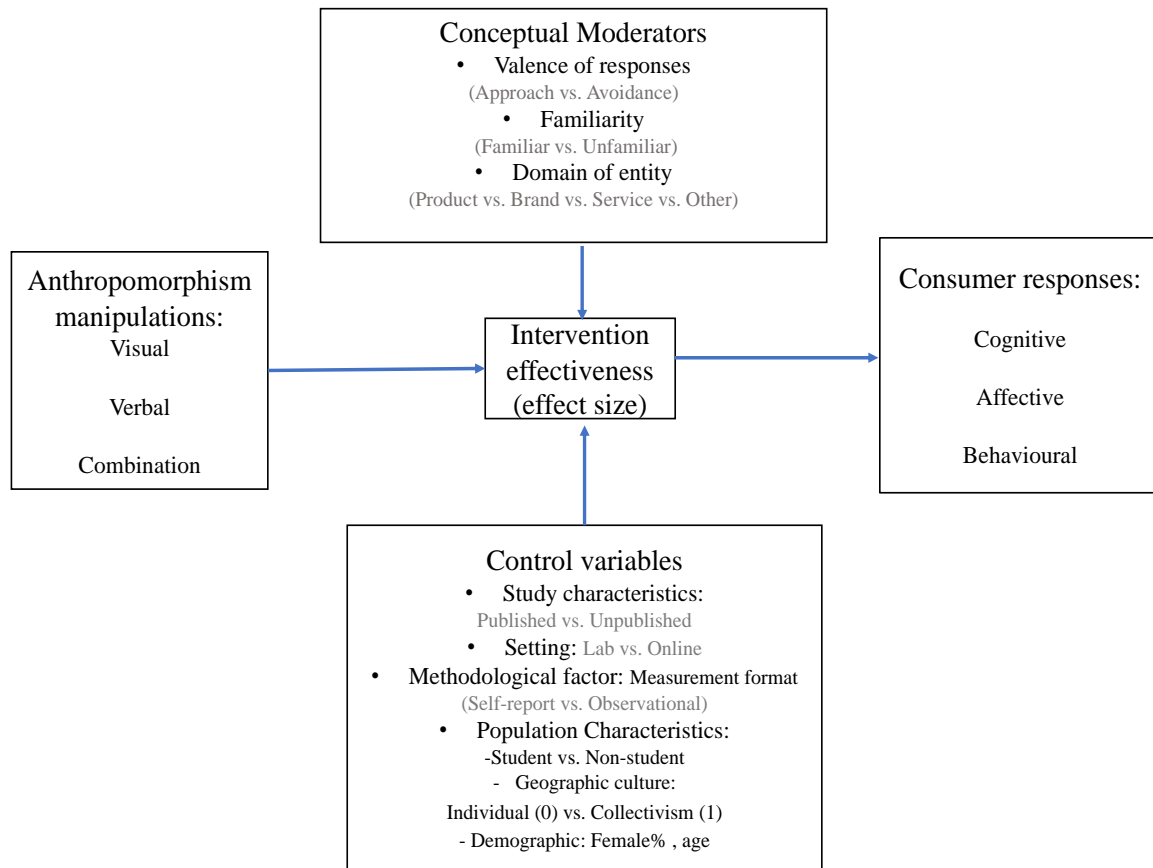 Conceptual Moderators
• Valence of responses
(Approach vs. Avoidance)
• Familiarity
(Familiar vs. Unfamiliar)
• Domain of entity
(Product vs. Brand vs. Service vs. Other)
Anthropomorphism
manipulations:
Visual
Verbal
Combination
Intervention
effectiveness
(effect size)
Consumer responses:
Cognitive
Affective
Behavioural
Control variables
• Study characteristics:
Published vs. Unpublished
• Setting: Lab vs. Online
• Methodological factor: Measurement format
(Self-report vs. Observational)
• Population Characteristics:
-Student vs. Non-student
- Geographic culture:
Individual (0) vs. Collectivism (1)
- Demographic: Female% , age